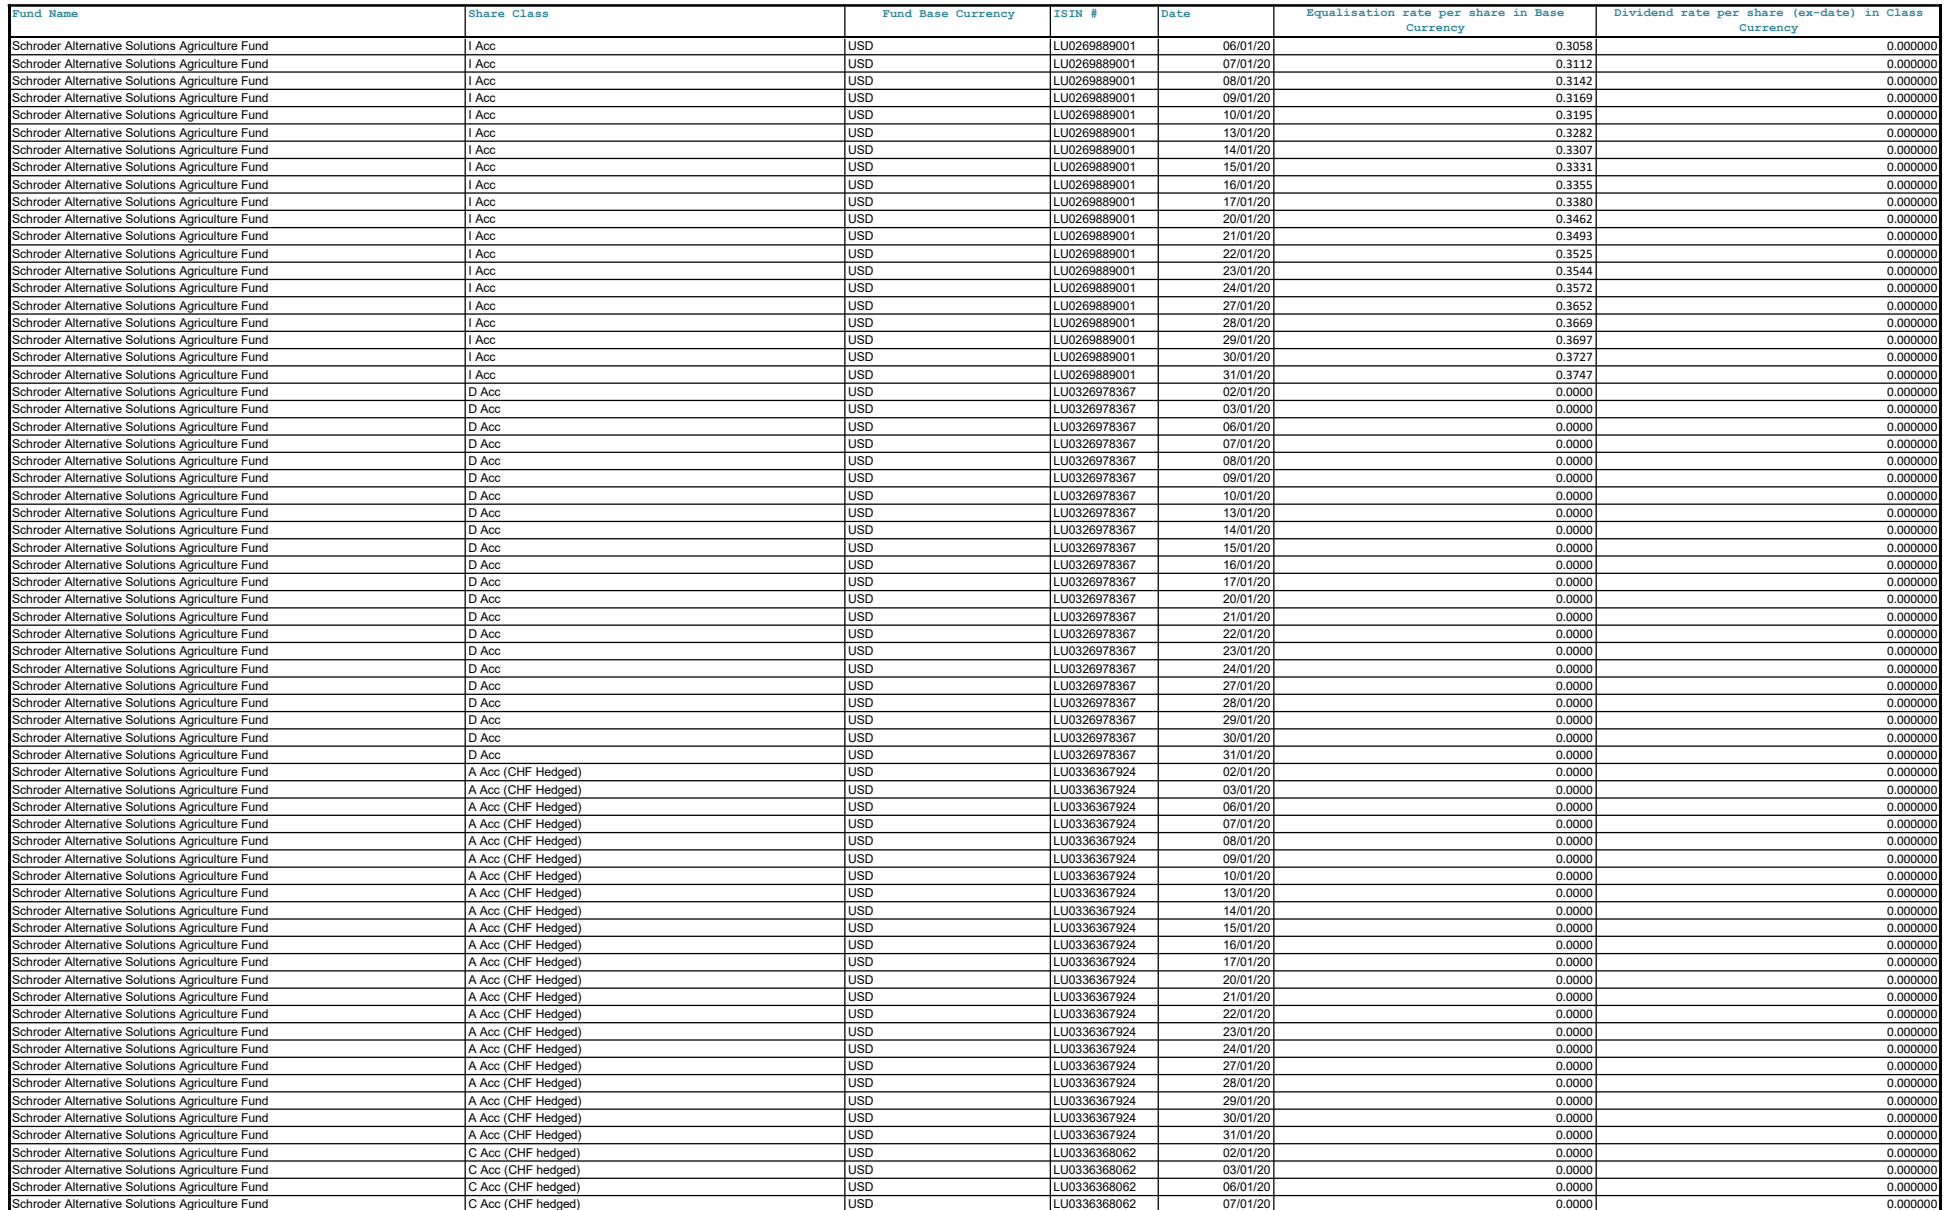 Fund Name Share Class Fund Base Currency ISIN # Date Equalisation rate per share in Base Currency Dividend rate per share (ex-date) in Class Currency
Schroder Alternative Solutions Agriculture Fund I Acc USD LU0269889001 06/01/20 0.3058 0.000000
Schroder Alternative Solutions Agriculture Fund I Acc USD LU0269889001 07/01/20 0.3112 0.000000
Schroder Alternative Solutions Agriculture Fund I Acc USD LU0269889001 08/01/20 0.3142 0.000000
Schroder Alternative Solutions Agriculture Fund I Acc USD LU0269889001 09/01/20 0.3169 0.000000
Schroder Alternative Solutions Agriculture Fund I Acc USD LU0269889001 10/01/20 0.3195 0.000000
Schroder Alternative Solutions Agriculture Fund I Acc USD LU0269889001 13/01/20 0.3282 0.000000
Schroder Alternative Solutions Agriculture Fund I Acc USD LU0269889001 14/01/20 0.3307 0.000000
Schroder Alternative Solutions Agriculture Fund I Acc USD LU0269889001 15/01/20 0.3331 0.000000
Schroder Alternative Solutions Agriculture Fund I Acc USD LU0269889001 16/01/20 0.3355 0.000000
Schroder Alternative Solutions Agriculture Fund I Acc USD LU0269889001 17/01/20 0.3380 0.000000
Schroder Alternative Solutions Agriculture Fund I Acc USD LU0269889001 20/01/20 0.3462 0.000000
Schroder Alternative Solutions Agriculture Fund I Acc USD LU0269889001 21/01/20 0.3493 0.000000
Schroder Alternative Solutions Agriculture Fund I Acc USD LU0269889001 22/01/20 0.3525 0.000000
Schroder Alternative Solutions Agriculture Fund I Acc USD LU0269889001 23/01/20 0.3544 0.000000
Schroder Alternative Solutions Agriculture Fund I Acc USD LU0269889001 24/01/20 0.3572 0.000000
Schroder Alternative Solutions Agriculture Fund I Acc USD LU0269889001 27/01/20 0.3652 0.000000
Schroder Alternative Solutions Agriculture Fund I Acc USD LU0269889001 28/01/20 0.3669 0.000000
Schroder Alternative Solutions Agriculture Fund I Acc USD LU0269889001 29/01/20 0.3697 0.000000
Schroder Alternative Solutions Agriculture Fund I Acc USD LU0269889001 30/01/20 0.3727 0.000000
Schroder Alternative Solutions Agriculture Fund I Acc USD LU0269889001 31/01/20 0.3747 0.000000
Schroder Alternative Solutions Agriculture Fund D Acc USD LU0326978367 02/01/20 0.0000 0.000000
Schroder Alternative Solutions Agriculture Fund D Acc USD LU0326978367 03/01/20 0.0000 0.000000
Schroder Alternative Solutions Agriculture Fund D Acc USD LU0326978367 06/01/20 0.0000 0.000000
Schroder Alternative Solutions Agriculture Fund D Acc USD LU0326978367 07/01/20 0.0000 0.000000
Schroder Alternative Solutions Agriculture Fund D Acc USD LU0326978367 08/01/20 0.0000 0.000000
Schroder Alternative Solutions Agriculture Fund D Acc USD LU0326978367 09/01/20 0.0000 0.000000
Schroder Alternative Solutions Agriculture Fund D Acc USD LU0326978367 10/01/20 0.0000 0.000000
Schroder Alternative Solutions Agriculture Fund D Acc USD LU0326978367 13/01/20 0.0000 0.000000
Schroder Alternative Solutions Agriculture Fund D Acc USD LU0326978367 14/01/20 0.0000 0.000000
Schroder Alternative Solutions Agriculture Fund D Acc USD LU0326978367 15/01/20 0.0000 0.000000
Schroder Alternative Solutions Agriculture Fund D Acc USD LU0326978367 16/01/20 0.0000 0.000000
Schroder Alternative Solutions Agriculture Fund D Acc USD LU0326978367 17/01/20 0.0000 0.000000
Schroder Alternative Solutions Agriculture Fund D Acc USD LU0326978367 20/01/20 0.0000 0.000000
Schroder Alternative Solutions Agriculture Fund D Acc USD LU0326978367 21/01/20 0.0000 0.000000
Schroder Alternative Solutions Agriculture Fund D Acc USD LU0326978367 22/01/20 0.0000 0.000000
Schroder Alternative Solutions Agriculture Fund D Acc USD LU0326978367 23/01/20 0.0000 0.000000
Schroder Alternative Solutions Agriculture Fund D Acc USD LU0326978367 24/01/20 0.0000 0.000000
Schroder Alternative Solutions Agriculture Fund D Acc USD LU0326978367 27/01/20 0.0000 0.000000
Schroder Alternative Solutions Agriculture Fund D Acc USD LU0326978367 28/01/20 0.0000 0.000000
Schroder Alternative Solutions Agriculture Fund D Acc USD LU0326978367 29/01/20 0.0000 0.000000
Schroder Alternative Solutions Agriculture Fund D Acc USD LU0326978367 30/01/20 0.0000 0.000000
Schroder Alternative Solutions Agriculture Fund D Acc USD LU0326978367 31/01/20 0.0000 0.000000
Schroder Alternative Solutions Agriculture Fund A Acc (CHF Hedged) USD LU0336367924 02/01/20 0.0000 0.000000
Schroder Alternative Solutions Agriculture Fund A Acc (CHF Hedged) USD LU0336367924 03/01/20 0.0000 0.000000
Schroder Alternative Solutions Agriculture Fund A Acc (CHF Hedged) USD LU0336367924 06/01/20 0.0000 0.000000
Schroder Alternative Solutions Agriculture Fund A Acc (CHF Hedged) USD LU0336367924 07/01/20 0.0000 0.000000
Schroder Alternative Solutions Agriculture Fund A Acc (CHF Hedged) USD LU0336367924 08/01/20 0.0000 0.000000
Schroder Alternative Solutions Agriculture Fund A Acc (CHF Hedged) USD LU0336367924 09/01/20 0.0000 0.000000
Schroder Alternative Solutions Agriculture Fund A Acc (CHF Hedged) USD LU0336367924 10/01/20 0.0000 0.000000
Schroder Alternative Solutions Agriculture Fund A Acc (CHF Hedged) USD LU0336367924 13/01/20 0.0000 0.000000
Schroder Alternative Solutions Agriculture Fund A Acc (CHF Hedged) USD LU0336367924 14/01/20 0.0000 0.000000
Schroder Alternative Solutions Agriculture Fund A Acc (CHF Hedged) USD LU0336367924 15/01/20 0.0000 0.000000
Schroder Alternative Solutions Agriculture Fund A Acc (CHF Hedged) USD LU0336367924 16/01/20 0.0000 0.000000
Schroder Alternative Solutions Agriculture Fund A Acc (CHF Hedged) USD LU0336367924 17/01/20 0.0000 0.000000
Schroder Alternative Solutions Agriculture Fund A Acc (CHF Hedged) USD LU0336367924 20/01/20 0.0000 0.000000
Schroder Alternative Solutions Agriculture Fund A Acc (CHF Hedged) USD LU0336367924 21/01/20 0.0000 0.000000
Schroder Alternative Solutions Agriculture Fund A Acc (CHF Hedged) USD LU0336367924 22/01/20 0.0000 0.000000
Schroder Alternative Solutions Agriculture Fund A Acc (CHF Hedged) USD LU0336367924 23/01/20 0.0000 0.000000
Schroder Alternative Solutions Agriculture Fund A Acc (CHF Hedged) USD LU0336367924 24/01/20 0.0000 0.000000
Schroder Alternative Solutions Agriculture Fund A Acc (CHF Hedged) USD LU0336367924 27/01/20 0.0000 0.000000
Schroder Alternative Solutions Agriculture Fund A Acc (CHF Hedged) USD LU0336367924 28/01/20 0.0000 0.000000
Schroder Alternative Solutions Agriculture Fund A Acc (CHF Hedged) USD LU0336367924 29/01/20 0.0000 0.000000
Schroder Alternative Solutions Agriculture Fund A Acc (CHF Hedged) USD LU0336367924 30/01/20 0.0000 0.000000
Schroder Alternative Solutions Agriculture Fund A Acc (CHF Hedged) USD LU0336367924 31/01/20 0.0000 0.000000
Schroder Alternative Solutions Agriculture Fund C Acc (CHF hedged) USD LU0336368062 02/01/20 0.0000 0.000000
Schroder Alternative Solutions Agriculture Fund C Acc (CHF hedged) USD LU0336368062 03/01/20 0.0000 0.000000
Schroder Alternative Solutions Agriculture Fund C Acc (CHF hedged) USD LU0336368062 06/01/20 0.0000 0.000000
Schroder Alternative Solutions Agriculture Fund C Acc (CHF hedged) USD LU0336368062 07/01/20 0.0000 0.000000